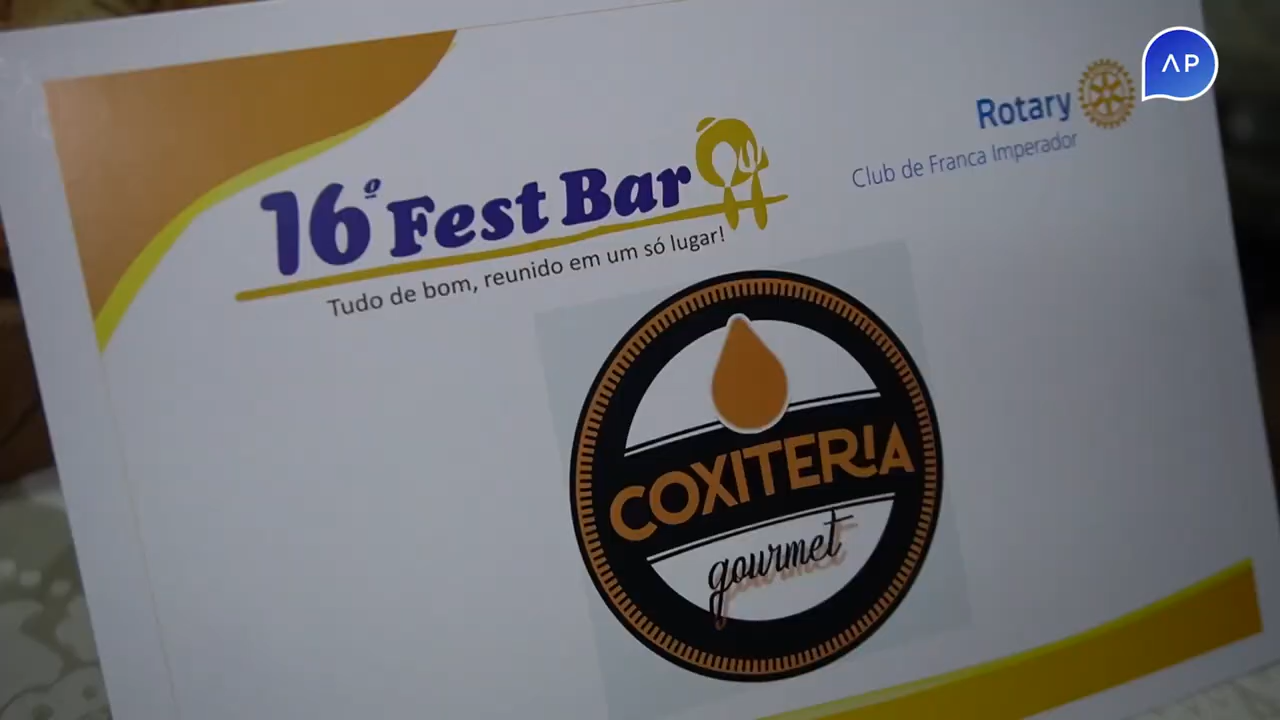 AP
Rotary
Club de Franca Imperador
16º Fest Bar
Tudo de bom, reunido em um só lugar!
COXITERIA
gourmet